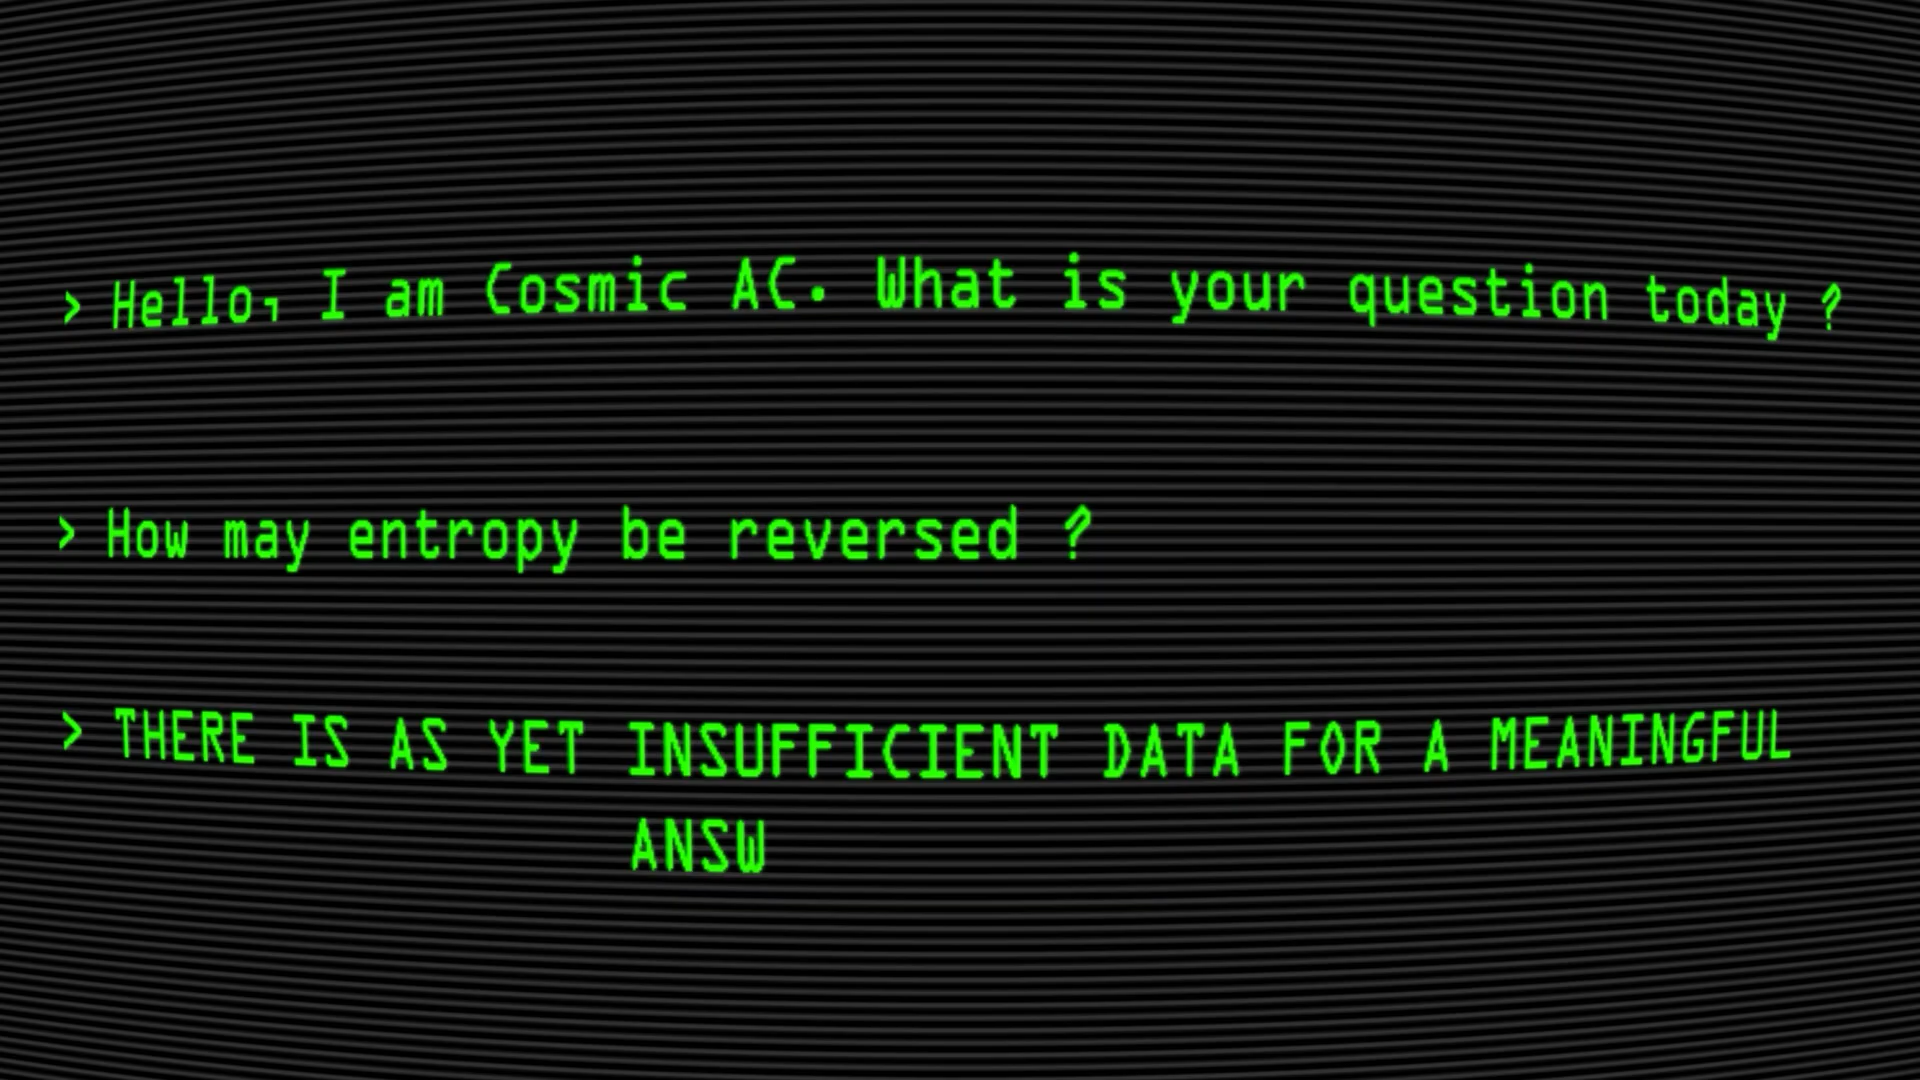 > Hello, I am Cosmic AC. What is your question today ?
> How may entropy be reversed ?
> THERE IS AS YET INSUFFICIENT DATA FOR A MEANINGFUL
ANSW